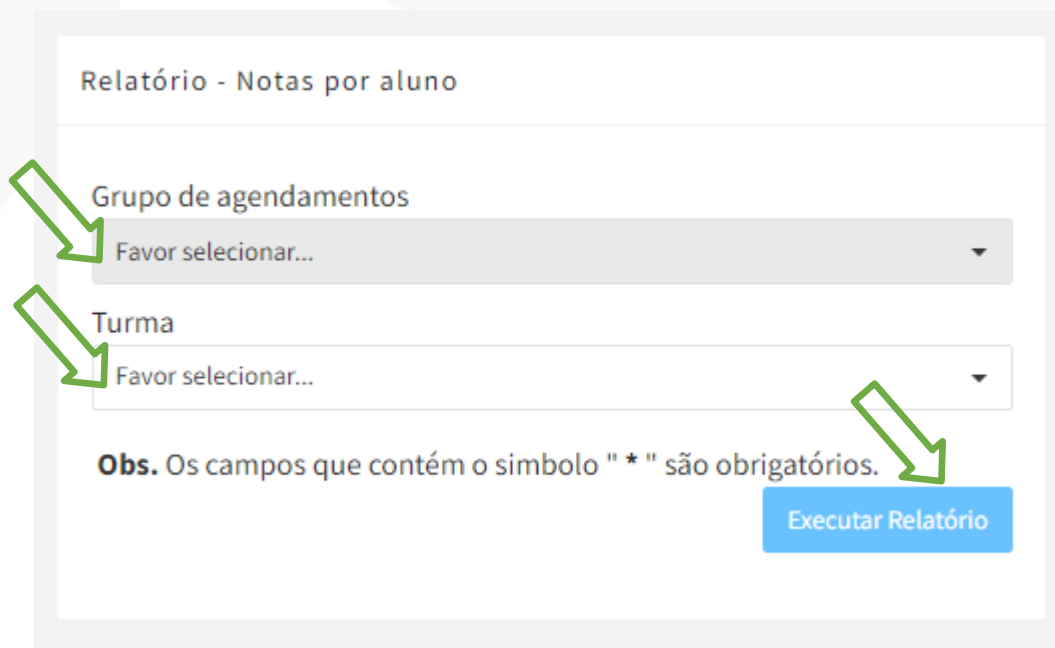 Relatório - Notas por aluno
Grupo de agendamentos
Favor selecionar...
Turma
Favor selecionar...
Obs. Os campos que contém o simbolo " * " são obrigatórios.
Executar Relatório